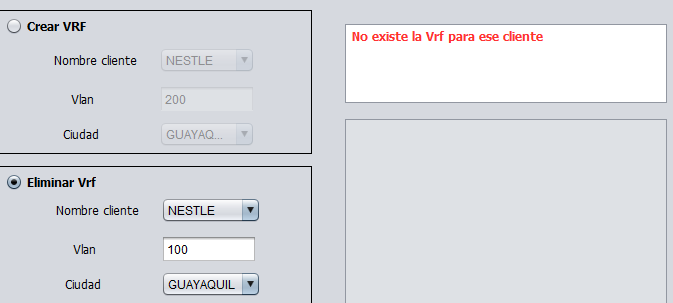 Crear VRF
Nombre cliente NESTLE
Vlan 200
Ciudad GUAYAQ...
Eliminar Vrf
Nombre cliente NESTLE
Vlan 100
Ciudad GUAYAQUIL
No existe la Vrf para ese cliente